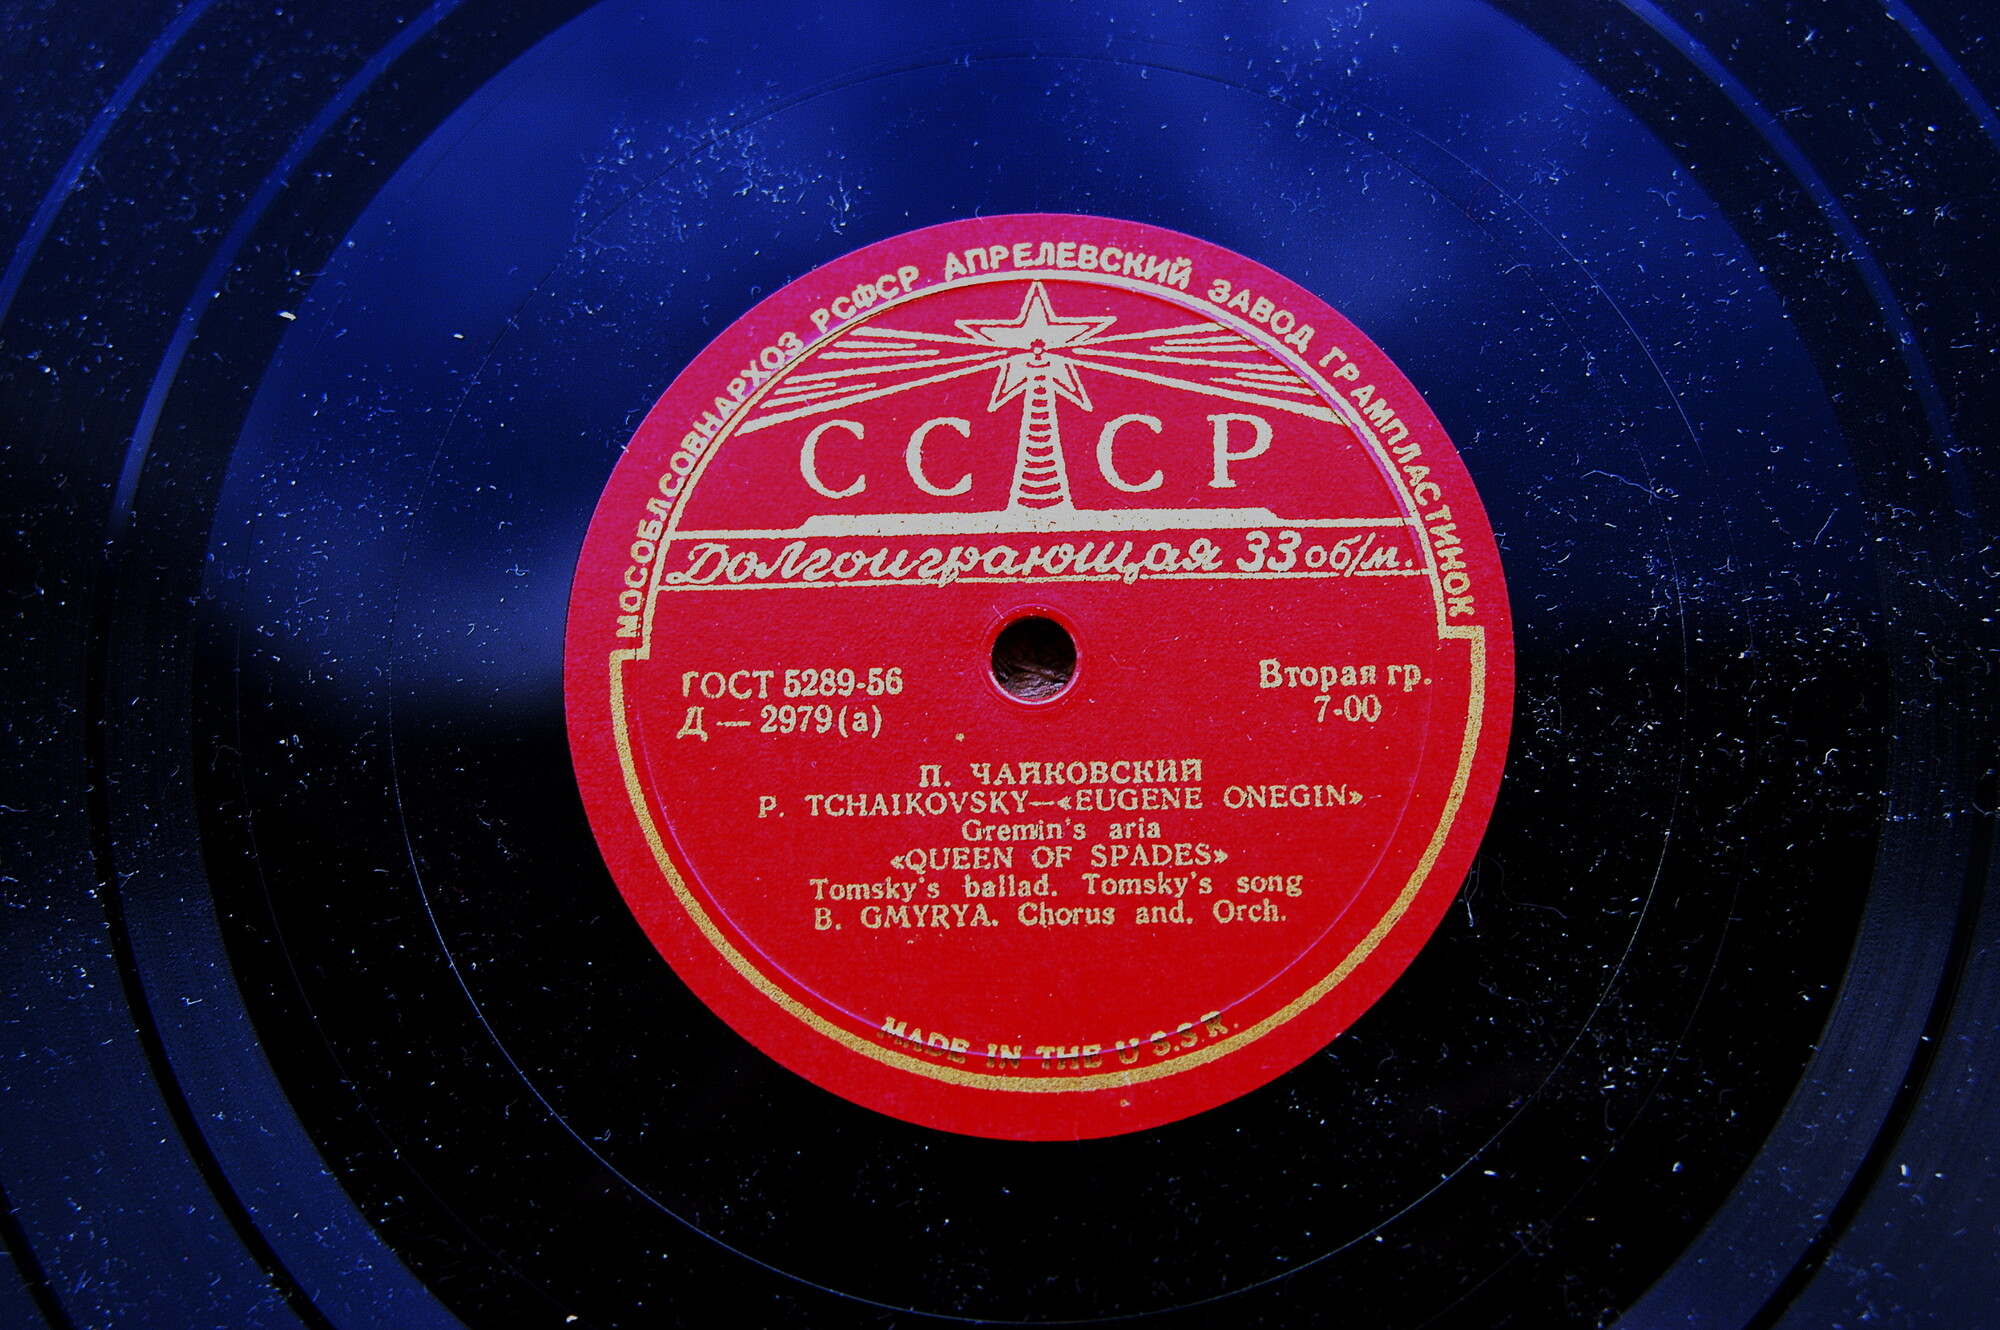 МОСОБЛСОВНАРХОЗ РСФСР АПРЕЛЕВСКИЙ ЗАВОД ГРАМПЛАСТИНОК
СССР
Долгоиграющая 33 об/м.
ГОСТ 5289-56
Вторая гр.
Д — 2979(а)
7-00
П. ЧАЙКОВСКИЙ
P. TCHAIKOVSKY—«EUGENE ONEGIN»
Gremin's aria
«QUEEN OF SPADES»
Tomsky's ballad. Tomsky's song
B. GMYRYA. Chorus and. Orch.
MADE IN THE U S.S.R.